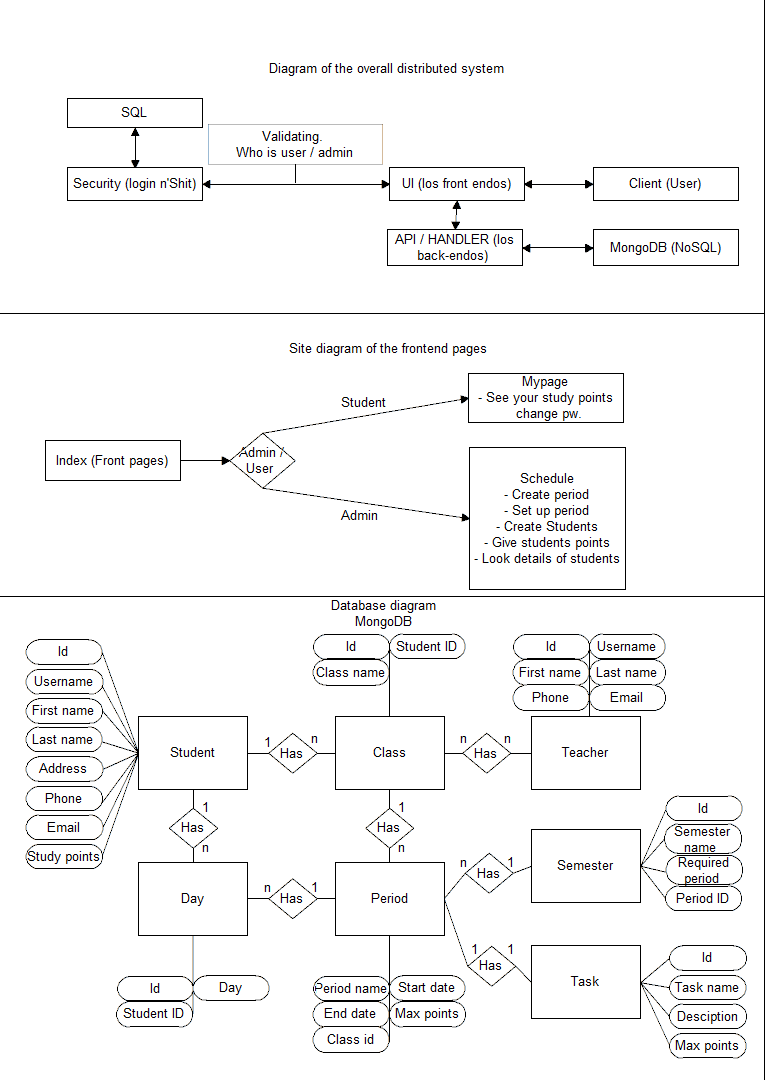 Diagram of the overall distributed system
SQL
Validating.
Who is user / admin
Security (login n'Shit)
UI (los front endos)
Client (User)
API / HANDLER (los
back-endos)
MongoDB (NoSQL)
Site diagram of the frontend pages
Mypage
- See your study points
change pw.
Student
Index (Front pages)
Admin /
User
Admin
Schedule
- Create period
- Set up period
- Create Students
- Give students points
- Look details of students
Database diagram
MongoDB
Id
Username
First name
Last name
Address
Phone
Email
Study points
Id
Student ID
Class name
Id
Username
First name
Last name
Phone
Email
Student
1
Has
n
Class
n
Has
n
Teacher
1
Has
n
1
Has
n
Day
n
Has
1
Period
n
Has
1
Semester
Id
Semester
name
Required
period
Period ID
1
Has
1
Task
Id
Task name
Desciption
Max points
Id
Day
Student ID
Period name
Start date
End date
Max points
Class id